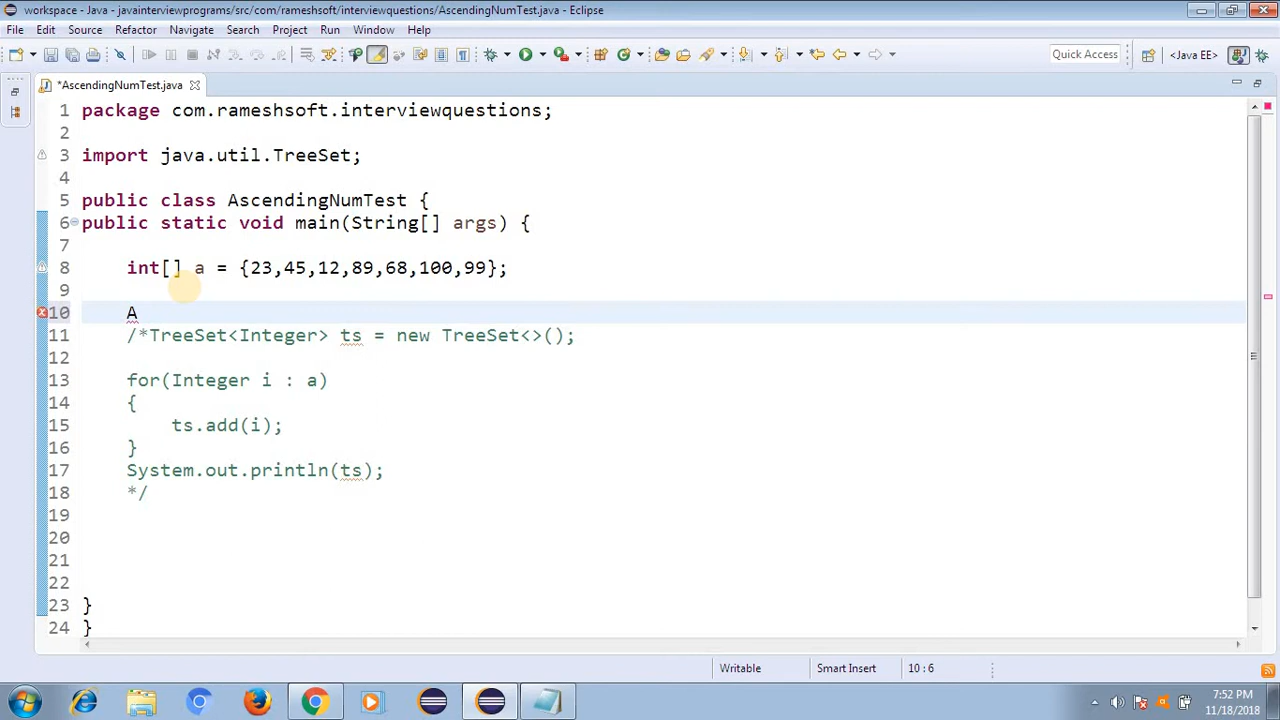 workspace - Java - javainterviewprograms/src/com/rameshsoft/interviewquestions/AscendingNumTest.java - Eclipse
File Edit Source Refactor Navigate Search Project Run Window Help
Quick Access
<Java EE>
*AscendingNumTest.java
1 package com.rameshsoft.interviewquestions;
2
3 import java.util.TreeSet;
4
5 public class AscendingNumTest {
6 public static void main(String[] args) {
7
8 int[] a = {23,45,12,89,68,100,99};
9
10 A
11 /*TreeSet<Integer> ts = new TreeSet<>();
12
13 for(Integer i : a)
14 {
15 ts.add(i);
16 }
17 System.out.println(ts);
18 */
19
20
21
22
23 }
24 }
Writable Smart Insert 10 : 6
7:52 PM
11/18/2018